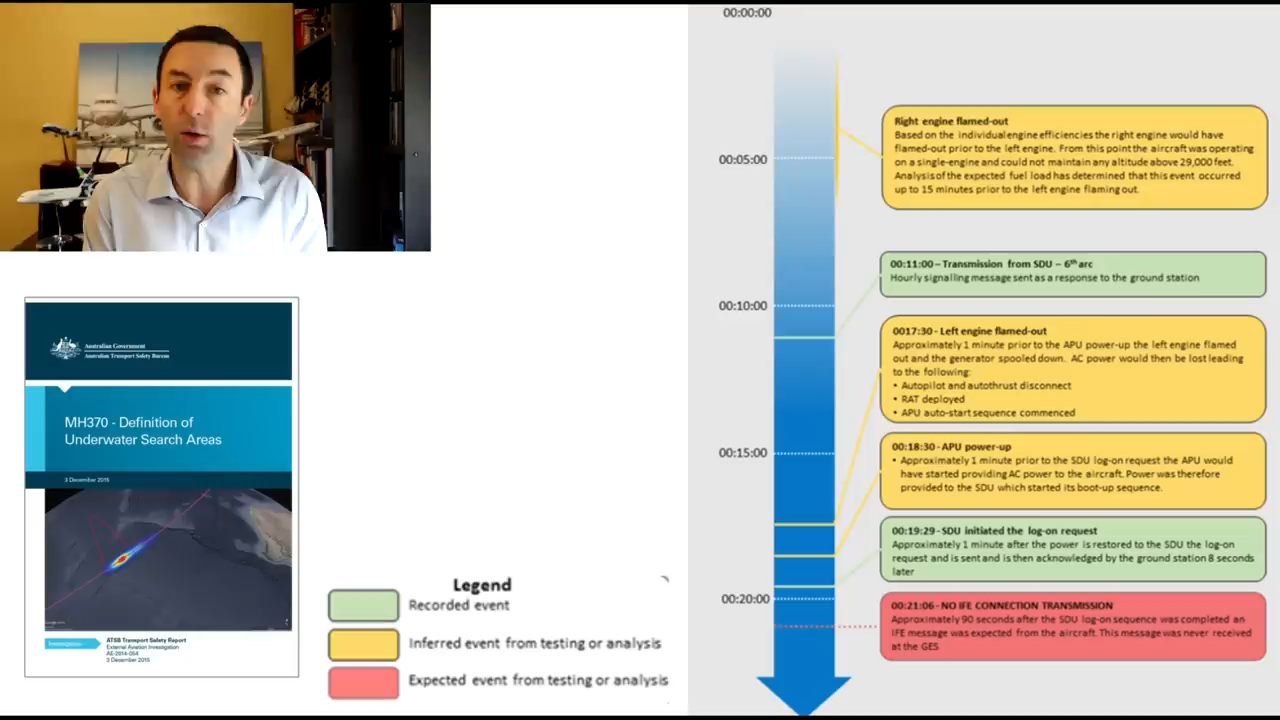 Australian Government
Australian Transport Safety Bureau
MH370 - Definition of
Underwater Search Areas
3 December 2015
Investigation
ATSB Transport Safety Report
External Aviation Investigation
AE-2014-054
3 December 2015
Legend
Recorded event
Inferred event from testing or analysis
Expected event from testing or analysis
00:00:00
00:05:00
00:10:00
00:15:00
00:20:00
Right engine flamed-out
Based on the individual engine efficiencies the right engine would have
flamed-out prior to the left engine. From this point the aircraft was operating
on a single-engine and could not maintain any altitude above 29,000 feet.
Analysis of the expected fuel load has determined that this event occurred
up to 15 minutes prior to the left engine flaming out.
00:11:00 – Transmission from SDU – 6th arc
Hourly signalling message sent as a response to the ground station
0017:30 - Left engine flamed-out
Approximately 1 minute prior to the APU power-up the left engine flamed
out and the generator spooled down. AC power would then be lost leading
to the following:
• Autopilot and autothrust disconnect
• RAT deployed
• APU auto-start sequence commenced
00:18:30 - APU power-up
• Approximately 1 minute prior to the SDU log-on request the APU would
have started providing AC power to the aircraft. Power was therefore
provided to the SDU which started its boot-up sequence.
00:19:29 - SDU initiated the log-on request
Approximately 1 minute after the power is restored to the SDU the log-on
request and is sent and is then acknowledged by the ground station 8 seconds
later
00:21:06 - NO IFE CONNECTION TRANSMISSION
Approximately 90 seconds after the SDU log-on sequence was completed an
IFE message was expected from the aircraft. This message was never received
at the GES